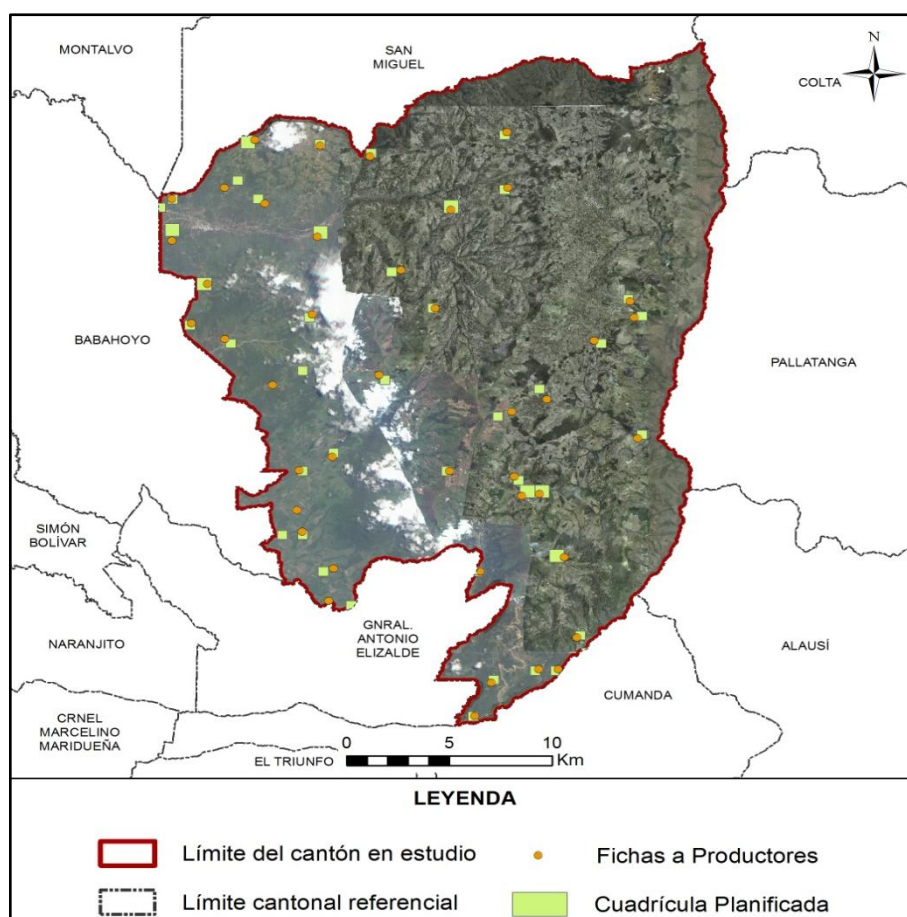 MONTALVO
SAN
MIGUEL
COLTA
N
BABAHOYO
PALLATANGA
SIMÓN
BOLÍVAR
NARANJITO
GNRAL.
ANTONIO
ELIZALDE
ALAUSÍ
CUMANDA
CRNEL
MARCELINO
MARIDUEÑA
EL TRIUNFO
0 5 10
Km
LEYENDA
Límite del cantón en estudio
Fichas a Productores
Límite cantonal referencial
Cuadrícula Planificada